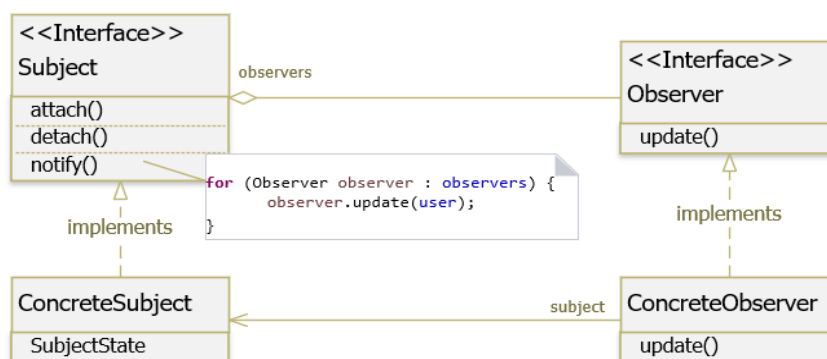 <<Interface>>
Subject
attach()
detach()
notify()
observers
<<Interface>>
Observer
update()
for (Observer observer : observers) {
observer.update(user);
}
implements
implements
ConcreteSubject
SubjectState
subject
ConcreteObserver
update()